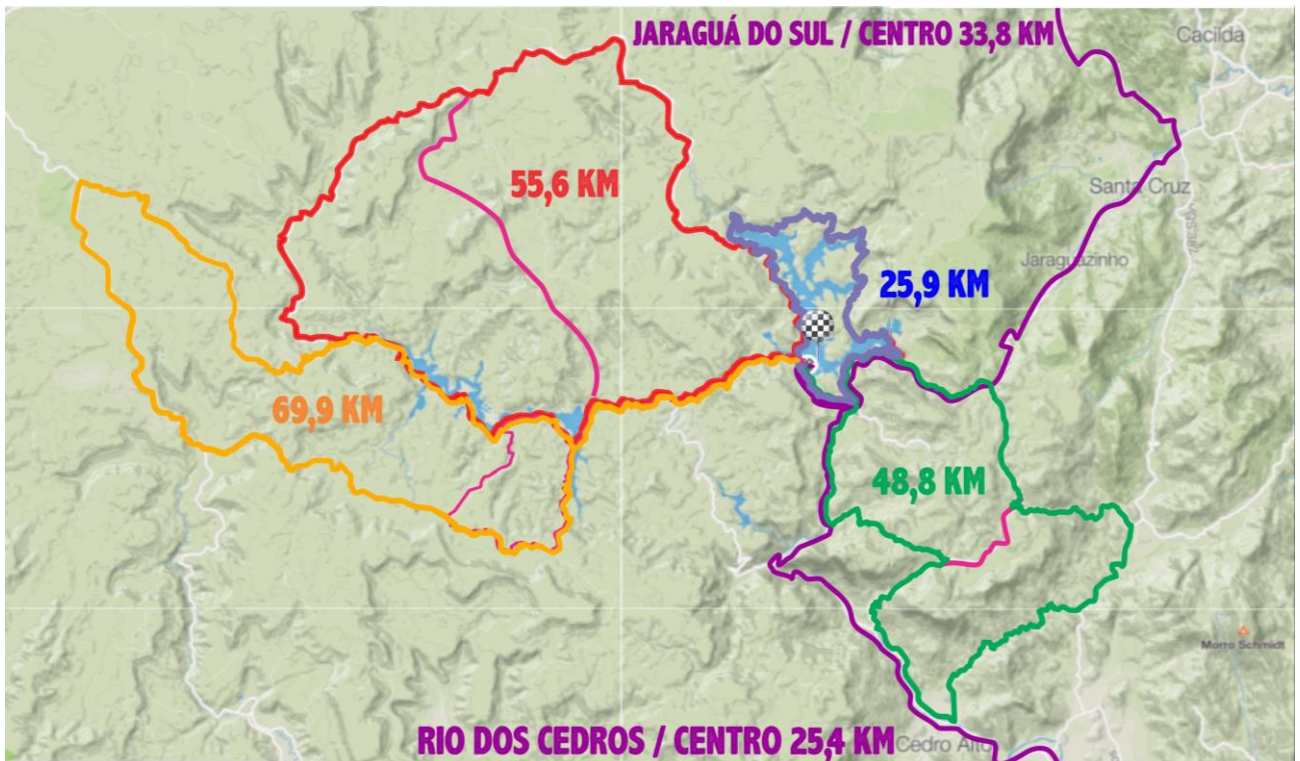 JARAGUÁ DO SUL / CENTRO 33,8 KM
Cacilda
55,6 KM
Santa Cruz
Jaraguazinho
25,9 KM
69,9 KM
48,8 KM
Morro Schmidt
RIO DOS CEDROS / CENTRO 25,4 KM
Cedro Alto